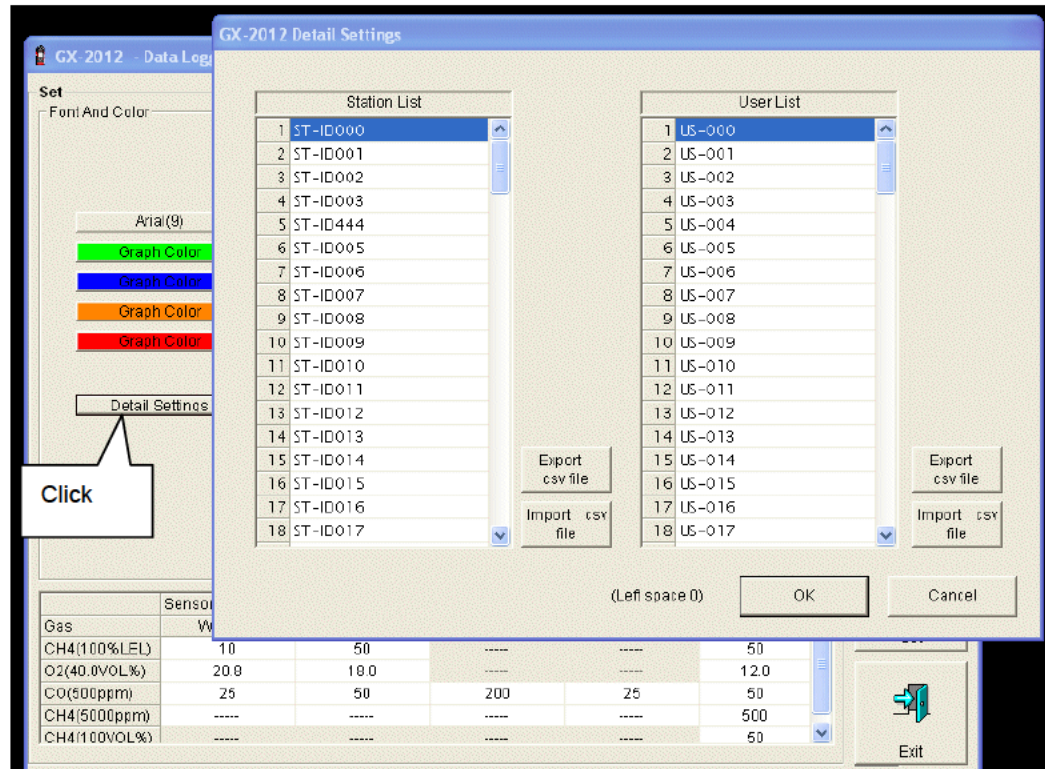 GX-2012 Detail Settings
GX-2012 - Data Logg
Set
Font And Color
Arial(9)
Graph Color
Graph Color
Graph Color
Graph Color
Detail Settings
Click
Station List
1 ST-ID000
2 ST-ID001
3 ST-ID002
4 ST-ID003
5 ST-ID444
6 ST-ID005
7 ST-ID006
8 ST-ID007
9 ST-ID008
10 ST-ID009
11 ST-ID010
12 ST-ID011
13 ST-ID012
14 ST-ID013
15 ST-ID014
16 ST-ID015
17 ST-ID016
18 ST-ID017
Export
csv file
Import csv
file
User List
1 US-000
2 US-001
3 US-002
4 US-003
5 US-004
6 US-005
7 US-006
8 US-007
9 US-008
10 US-009
11 US-010
12 US-011
13 US-012
14 US-013
15 US-014
16 US-015
17 US-016
18 US-017
Export
csv file
Import csv
file
(Left space 0)
OK
Cancel
Sensor
Gas
CH4(100%LEL) 10 50 ----- ----- 50
O2(40.0VOL%) 20.8 18.0 ----- ----- 12.0
CO(500ppm) 25 50 200 25 50
CH4(5000ppm) ----- ----- ----- ----- 500
CH4(100VOL%) ----- ----- ----- ----- 50
Exit